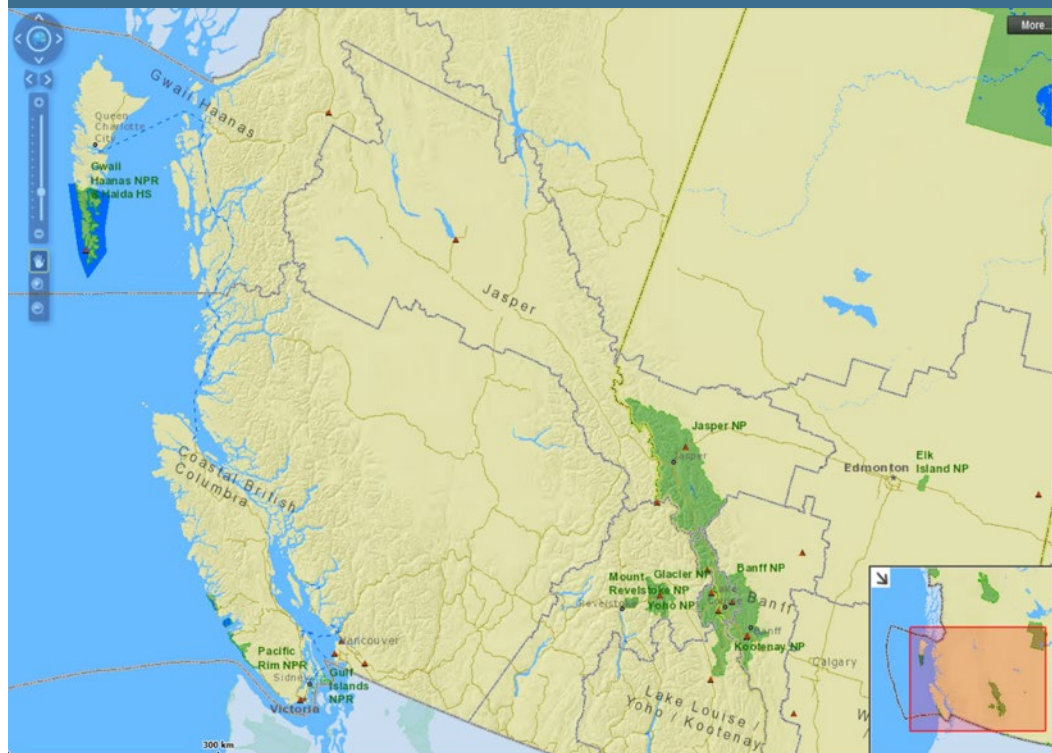 More...
Gwaii Haanas
Queen
Charlotte
City
Gwaii
Haanas NPR
& Haida HS
Jasper
Jasper NP
Jasper
Elk
Island NP
Edmonton
Coastal British
Columbia
Glacier NP
Banff NP
Mount
Revelstoke NP
Yoho NP
Lake
Louise
Banff
Banff
Kootenay NP
Calgary
Vancouver
Pacific
Rim NPR
Sidney
Gulf
Islands
NPR
Victoria
Lake Louise /
Yoho / Kootenay
W
300 km